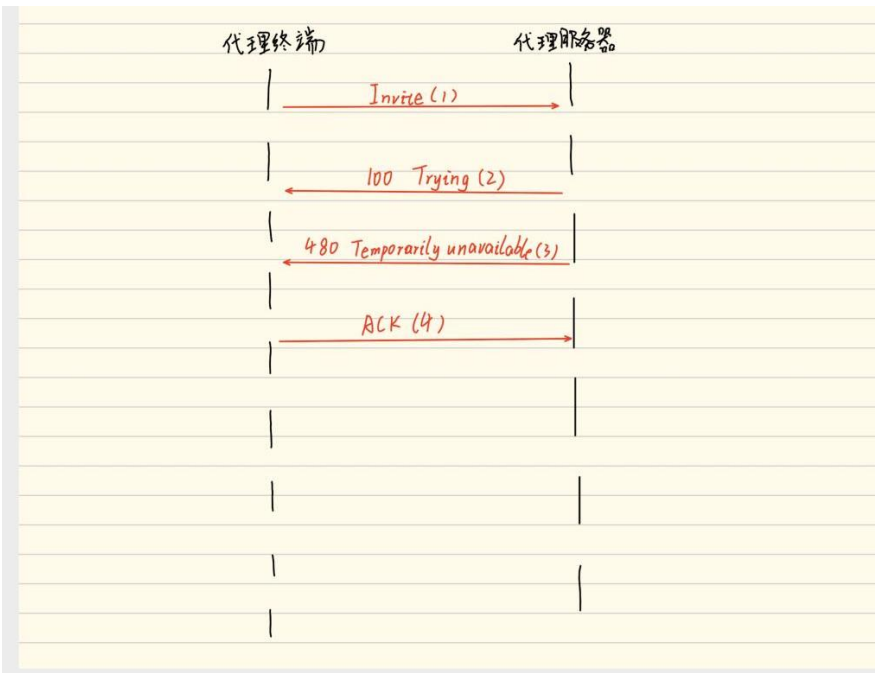 代理终端 代理服务器
Invite (1)
100 Trying (2)
480 Temporarily unavailable (3)
ACK (4)